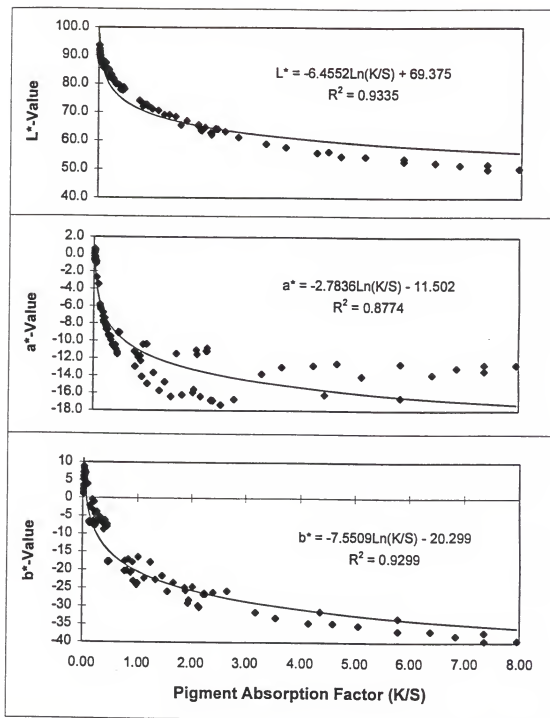 100.0
90.0
80.0
70.0
60.0
50.0
40.0
L*-Value
L* = -6.4552Ln(K/S) + 69.375
R² = 0.9335
2.0
0.0
-2.0
-4.0
-6.0
-8.0
-10.0
-12.0
-14.0
-16.0
-18.0
a*-Value
a* = -2.7836Ln(K/S) - 11.502
R² = 0.8774
10
5
0
-5
-10
-15
-20
-25
-30
-35
-40
b*-Value
b* = -7.5509Ln(K/S) - 20.299
R² = 0.9299
0.00 1.00 2.00 3.00 4.00 5.00 6.00 7.00 8.00
Pigment Absorption Factor (K/S)